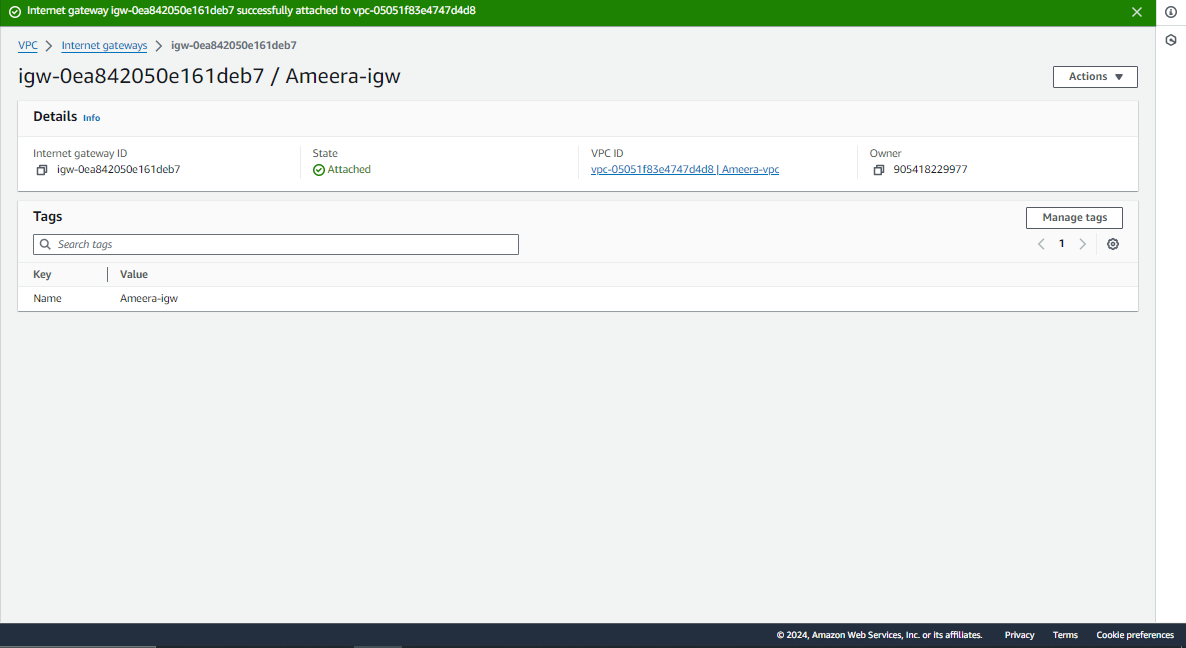 Internet gateway igw-0ea842050e161deb7 successfully attached to vpc-05051f83e4747d4d8
VPC > Internet gateways > igw-0ea842050e161deb7
igw-0ea842050e161deb7 / Ameera-igw
Actions
Details Info
Internet gateway ID
igw-0ea842050e161deb7
State
Attached
VPC ID
vpc-05051f83e4747d4d8 | Ameera-vpc
Owner
905418229977
Tags
Manage tags
Search tags
1
Key Value
Name Ameera-igw
© 2024, Amazon Web Services, Inc. or its affiliates. Privacy Terms Cookie preferences